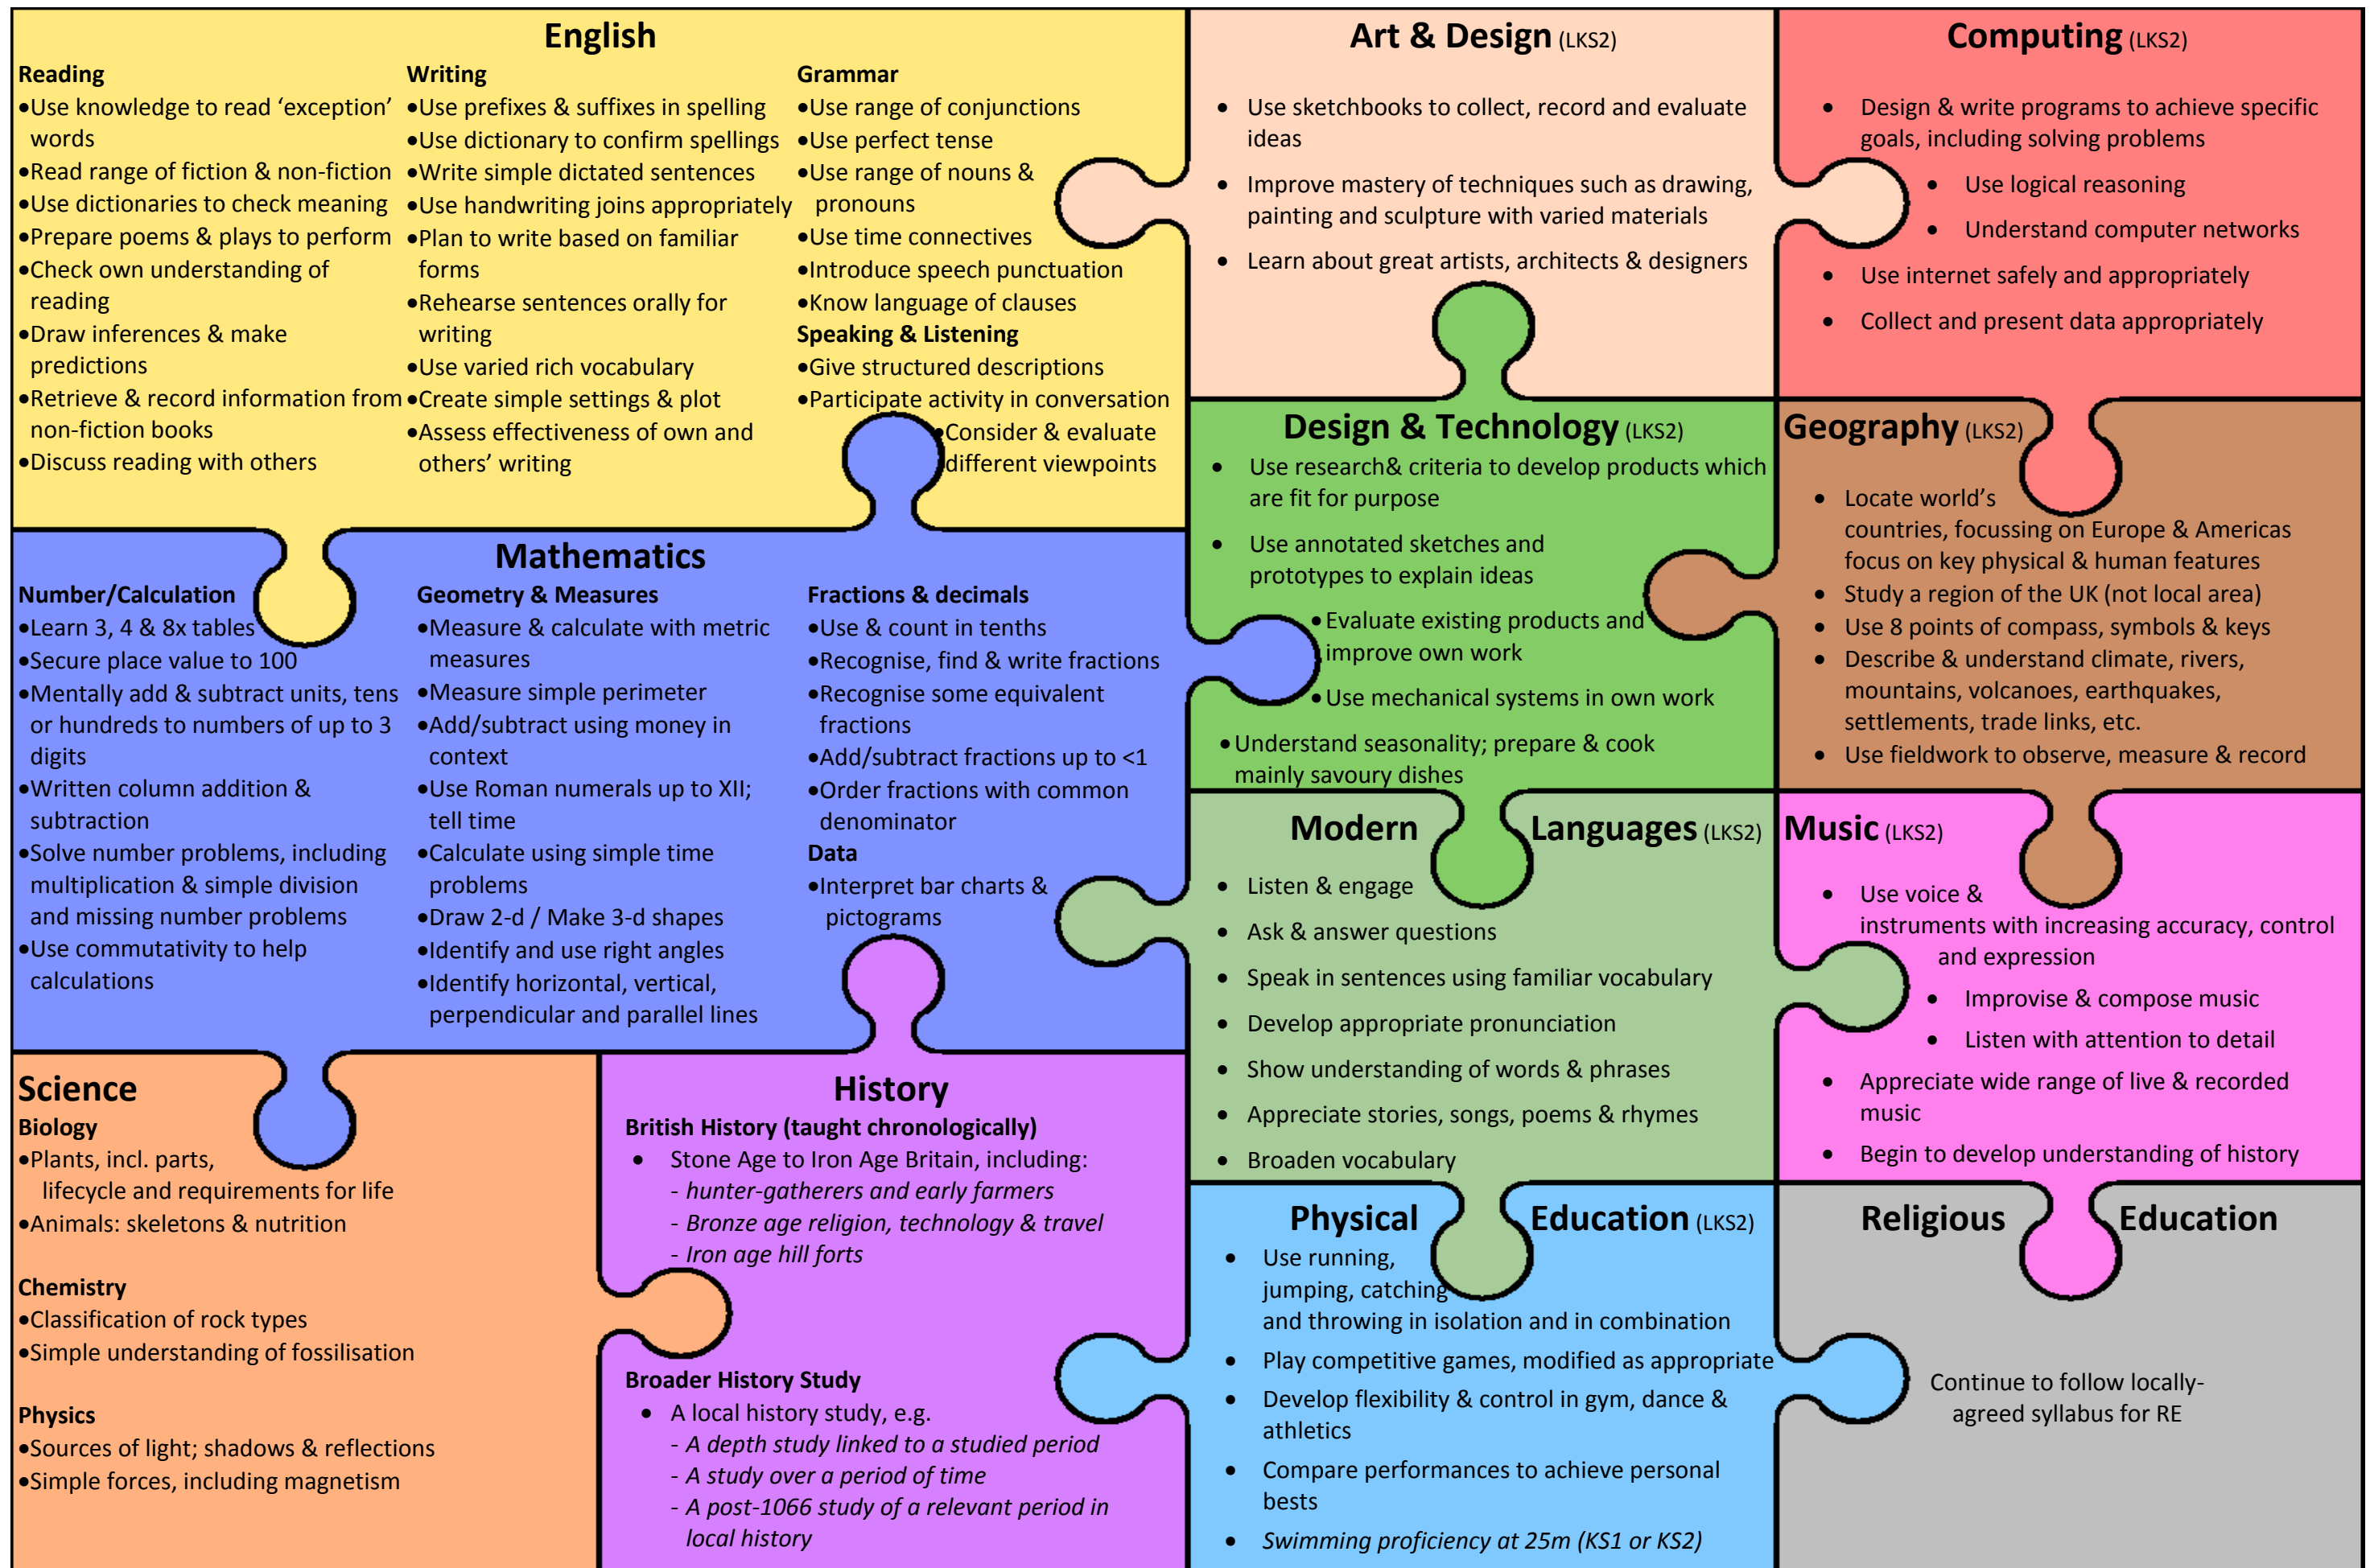 English
Reading
•Use knowledge to read ‘exception’
words
•Read range of fiction & non-fiction
•Use dictionaries to check meaning
•Prepare poems & plays to perform
•Check own understanding of
reading
•Draw inferences & make
predictions
•Retrieve & record information from
non-fiction books
•Discuss reading with others
Writing
•Use prefixes & suffixes in spelling
•Use dictionary to confirm spellings
•Write simple dictated sentences
•Use handwriting joins appropriately
•Plan to write based on familiar
forms
•Rehearse sentences orally for
writing
•Use varied rich vocabulary
•Create simple settings & plot
•Assess effectiveness of own and
others’ writing
Grammar
•Use range of conjunctions
•Use perfect tense
•Use range of nouns &
pronouns
•Use time connectives
•Introduce speech punctuation
•Know language of clauses
Speaking & Listening
•Give structured descriptions
•Participate activity in conversation
•Consider & evaluate
different viewpoints
Art & Design (LKS2)
• Use sketchbooks to collect, record and evaluate
ideas
• Improve mastery of techniques such as drawing,
painting and sculpture with varied materials
• Learn about great artists, architects & designers
Computing (LKS2)
• Design & write programs to achieve specific
goals, including solving problems
• Use logical reasoning
• Understand computer networks
• Use internet safely and appropriately
• Collect and present data appropriately
Mathematics
Number/Calculation
•Learn 3, 4 & 8x tables
•Secure place value to 100
•Mentally add & subtract units, tens
or hundreds to numbers of up to 3
digits
•Written column addition &
subtraction
•Solve number problems, including
multiplication & simple division
and missing number problems
•Use commutativity to help
calculations
Geometry & Measures
•Measure & calculate with metric
measures
•Measure simple perimeter
•Add/subtract using money in
context
•Use Roman numerals up to XII;
tell time
•Calculate using simple time
problems
•Draw 2-d / Make 3-d shapes
•Identify and use right angles
•Identify horizontal, vertical,
perpendicular and parallel lines
Fractions & decimals
•Use & count in tenths
•Recognise, find & write fractions
•Recognise some equivalent
fractions
•Add/subtract fractions up to <1
•Order fractions with common
denominator
Data
•Interpret bar charts &
pictograms
Design & Technology (LKS2)
• Use research& criteria to develop products which
are fit for purpose
• Use annotated sketches and
prototypes to explain ideas
•Evaluate existing products and
improve own work
•Use mechanical systems in own work
•Understand seasonality; prepare & cook
mainly savoury dishes
Geography (LKS2)
• Locate world’s
countries, focussing on Europe & Americas
focus on key physical & human features
• Study a region of the UK (not local area)
• Use 8 points of compass, symbols & keys
• Describe & understand climate, rivers,
mountains, volcanoes, earthquakes,
settlements, trade links, etc.
• Use fieldwork to observe, measure & record
Modern Languages (LKS2)
• Listen & engage
• Ask & answer questions
• Speak in sentences using familiar vocabulary
• Develop appropriate pronunciation
• Show understanding of words & phrases
• Appreciate stories, songs, poems & rhymes
• Broaden vocabulary
Music (LKS2)
• Use voice &
instruments with increasing accuracy, control
and expression
• Improvise & compose music
• Listen with attention to detail
• Appreciate wide range of live & recorded
music
• Begin to develop understanding of history
Science
Biology
•Plants, incl. parts,
lifecycle and requirements for life
•Animals: skeletons & nutrition
Chemistry
•Classification of rock types
•Simple understanding of fossilisation
Physics
•Sources of light; shadows & reflections
•Simple forces, including magnetism
History
British History (taught chronologically)
• Stone Age to Iron Age Britain, including:
- hunter-gatherers and early farmers
- Bronze age religion, technology & travel
- Iron age hill forts
Broader History Study
• A local history study, e.g.
- A depth study linked to a studied period
- A study over a period of time
- A post-1066 study of a relevant period in
local history
Physical Education (LKS2)
• Use running,
jumping, catching
and throwing in isolation and in combination
• Play competitive games, modified as appropriate
• Develop flexibility & control in gym, dance &
athletics
• Compare performances to achieve personal
bests
• Swimming proficiency at 25m (KS1 or KS2)
Religious Education
Continue to follow locally-
agreed syllabus for RE